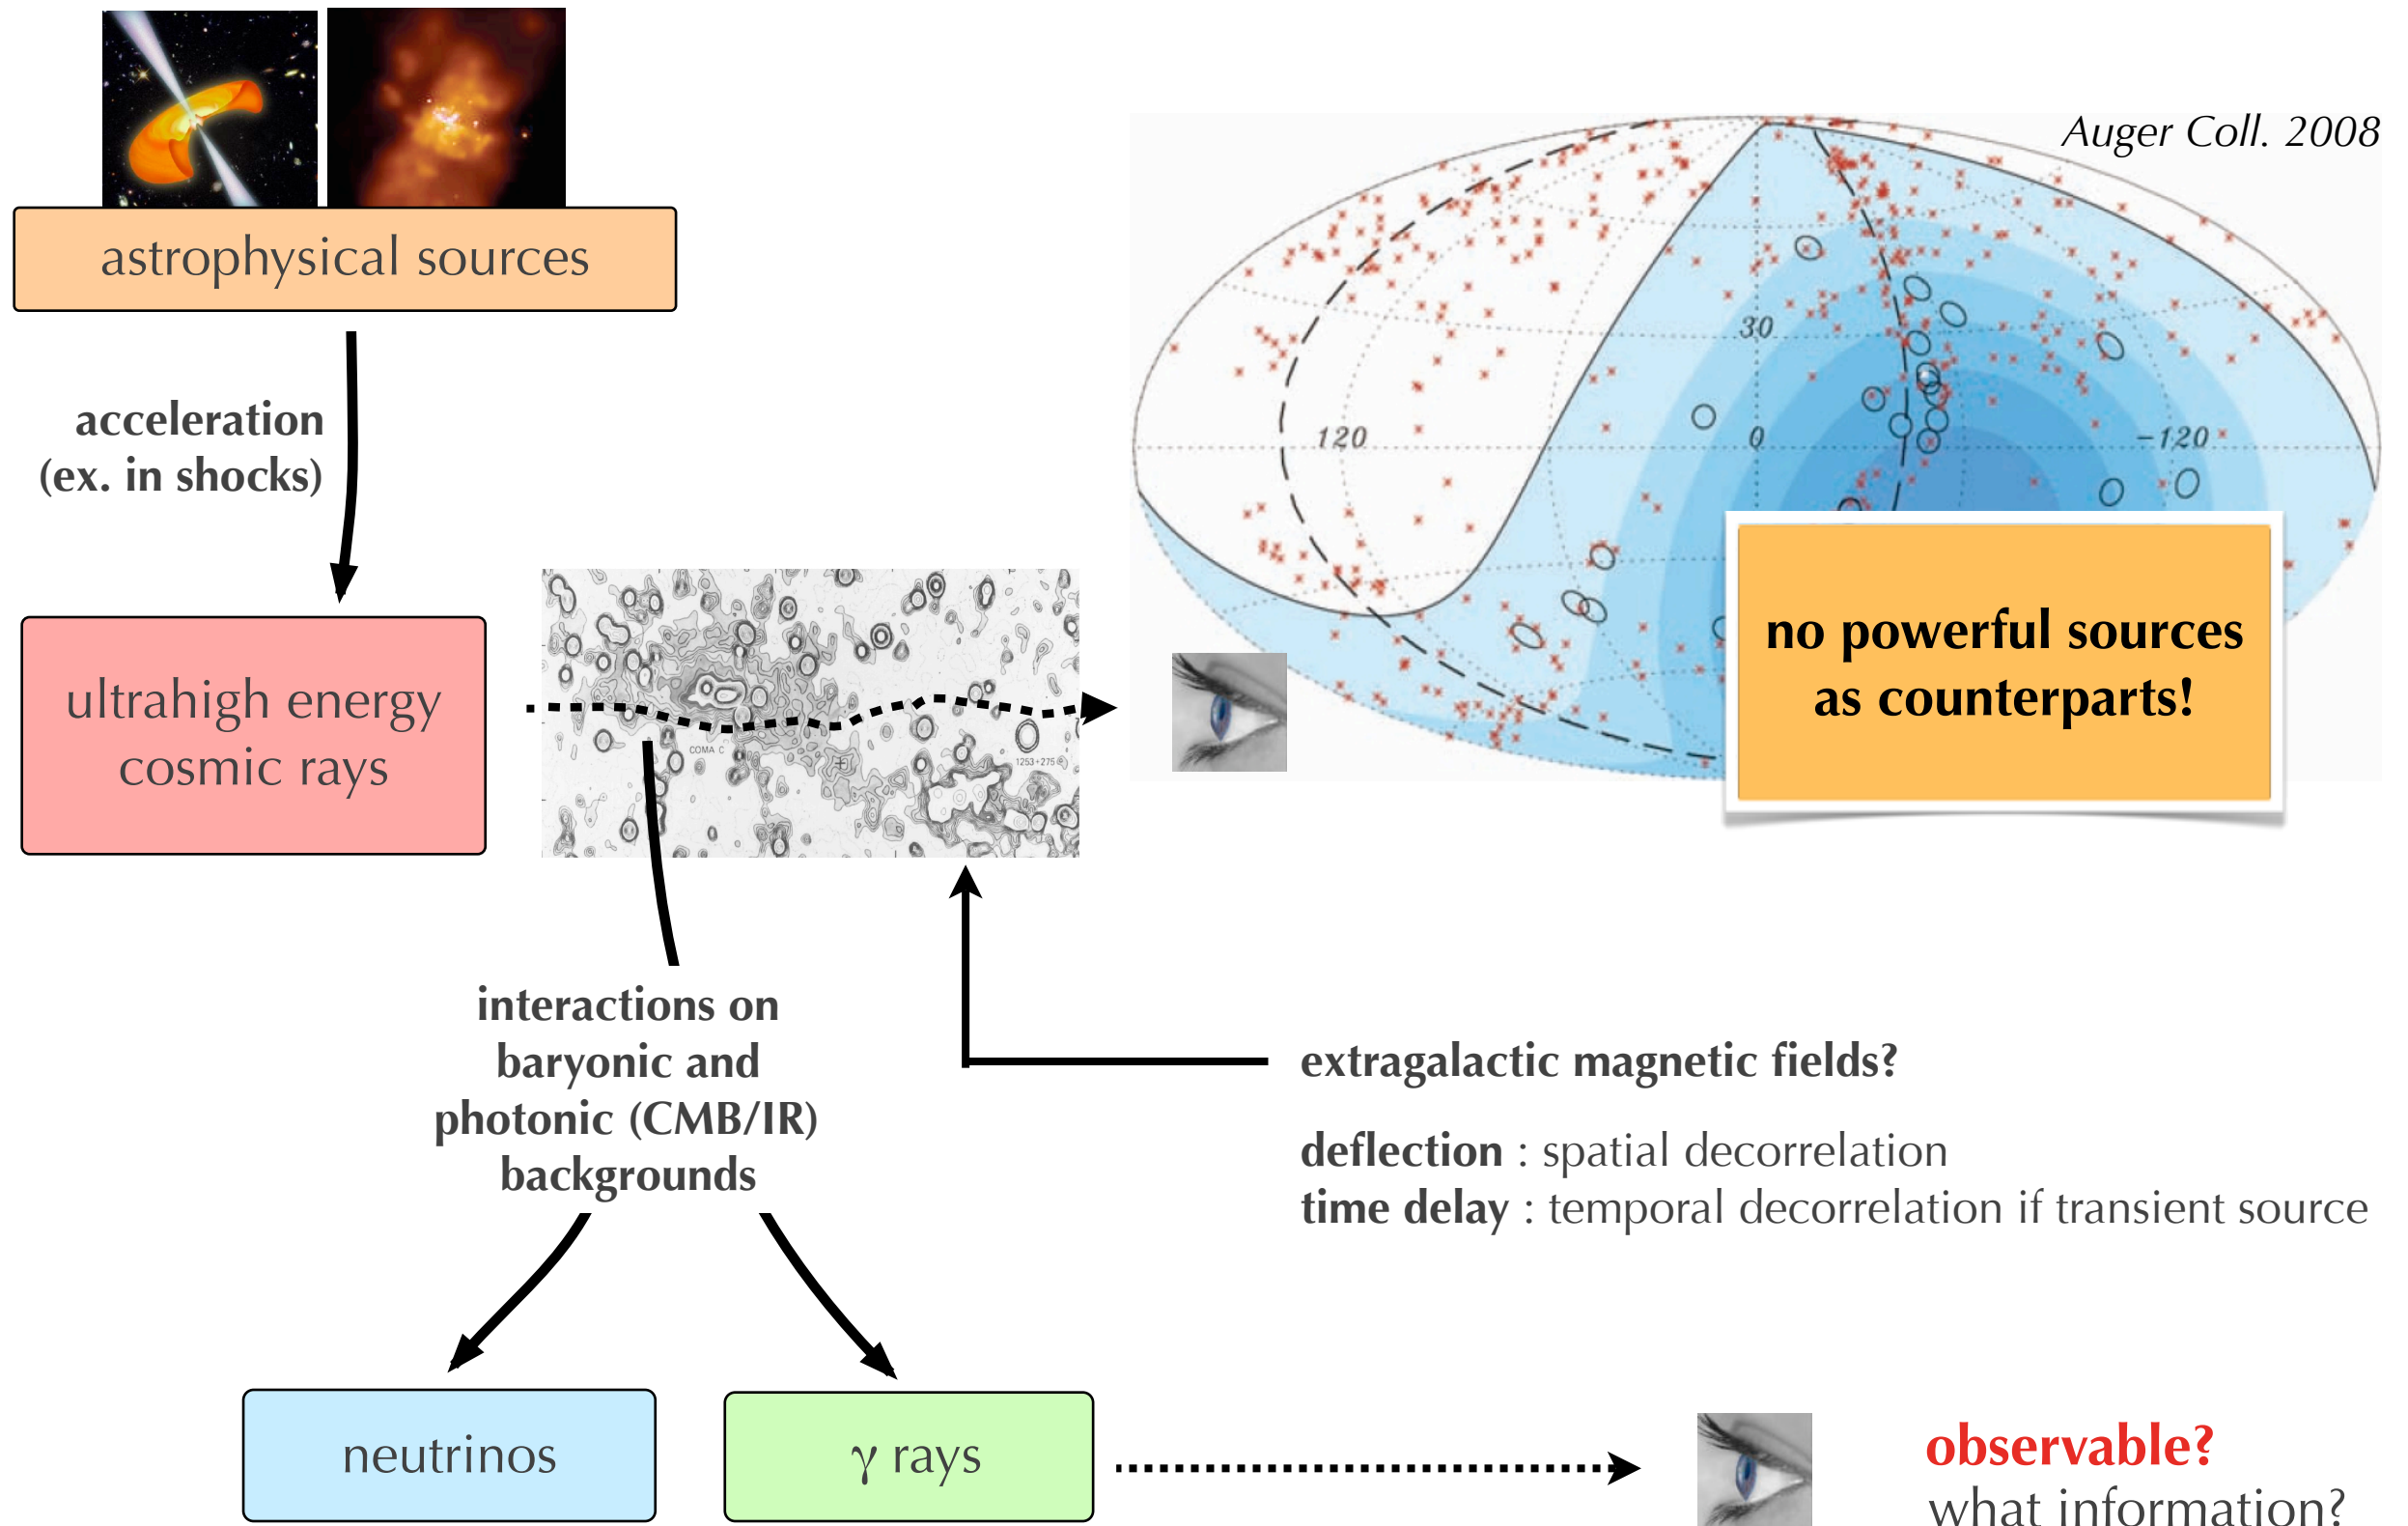 Auger Coll. 2008
astrophysical sources
30
120
0
-120
acceleration
(ex. in shocks)
no powerful sources
as counterparts!
ultrahigh energy
cosmic rays
COMA C
1253+275
interactions on
baryonic and
photonic (CMB/IR)
backgrounds
extragalactic magnetic fields?
deflection : spatial decorrelation
time delay : temporal decorrelation if transient source
neutrinos
γ rays
observable?
what information?